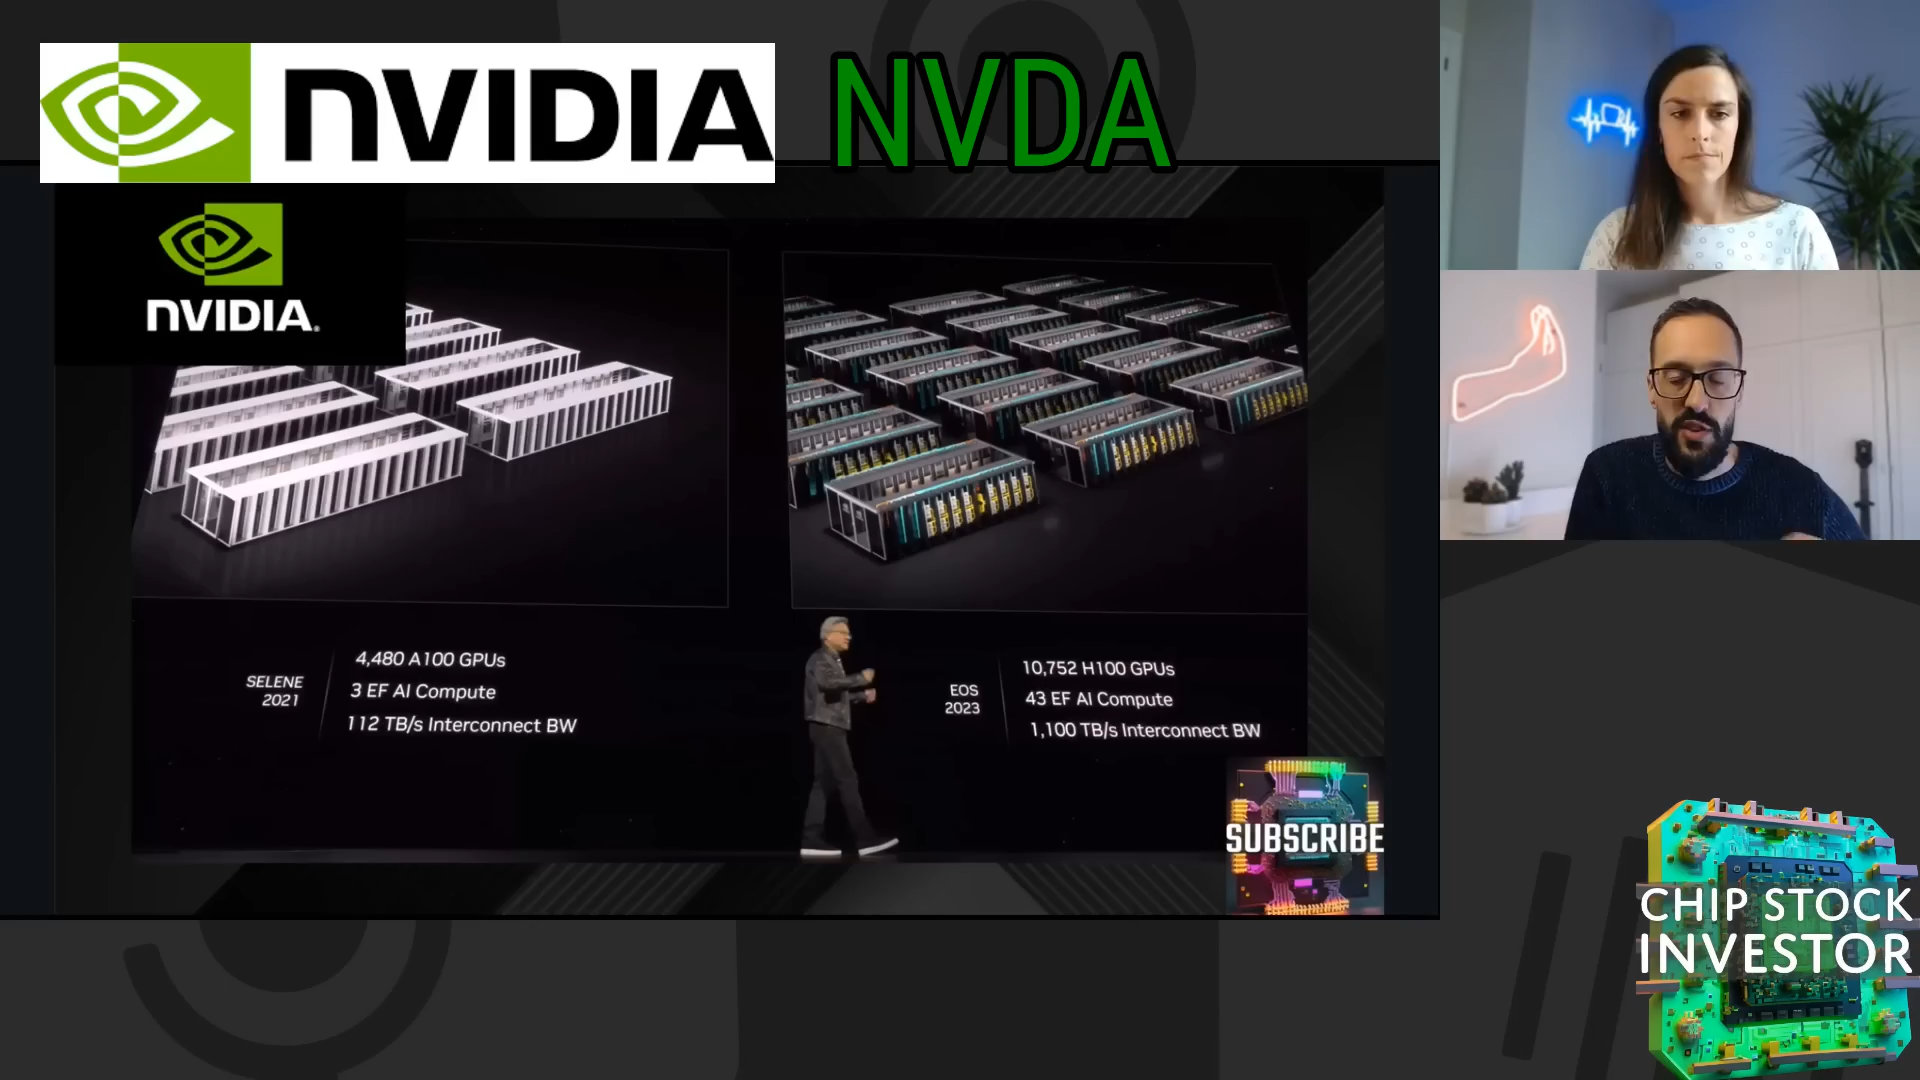 NVIDIA
NVDA
NVIDIA.
SELENE
2021
4,480 A100 GPUs
3 EF AI Compute
112 TB/s Interconnect BW
EOS
2023
10,752 H100 GPUs
43 EF AI Compute
1,100 TB/s Interconnect BW
SUBSCRIBE
CHIP STOCK
INVESTOR